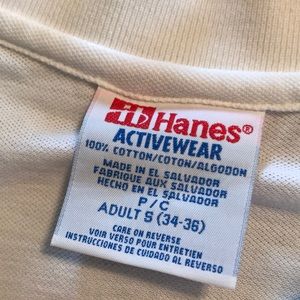 Hanes®
ACTIVEWEAR
100% COTTON/COTON/ALGODON
MADE IN EL SALVADOR
FABRIQUE AUX SALVADOR
HECHO EN EL SALVADOR
P/C
ADULT S (34-36)
CARE ON REVERSE
VOIR VERSO POUR ENTRETIEN
INSTRUCCIONES DE CUIDADO AL REVERSO